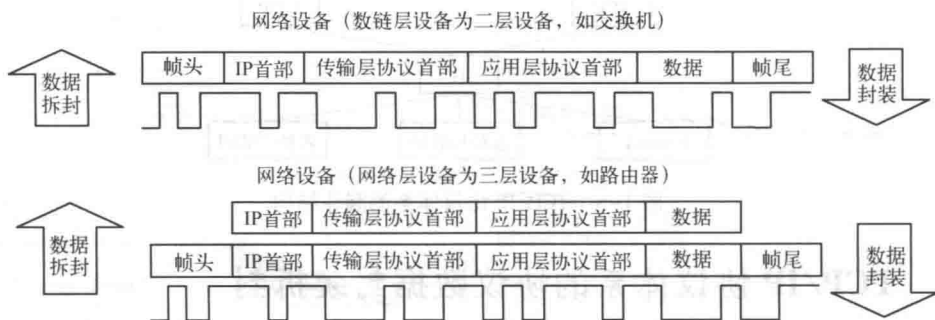 网络设备（数链层设备为二层设备，如交换机）
数据拆封
帧头 IP首部 传输层协议首部 应用层协议首部 数据 帧尾
数据封装
网络设备（网络层设备为三层设备，如路由器）
数据拆封
IP首部 传输层协议首部 应用层协议首部 数据
帧头 IP首部 传输层协议首部 应用层协议首部 数据 帧尾
数据封装